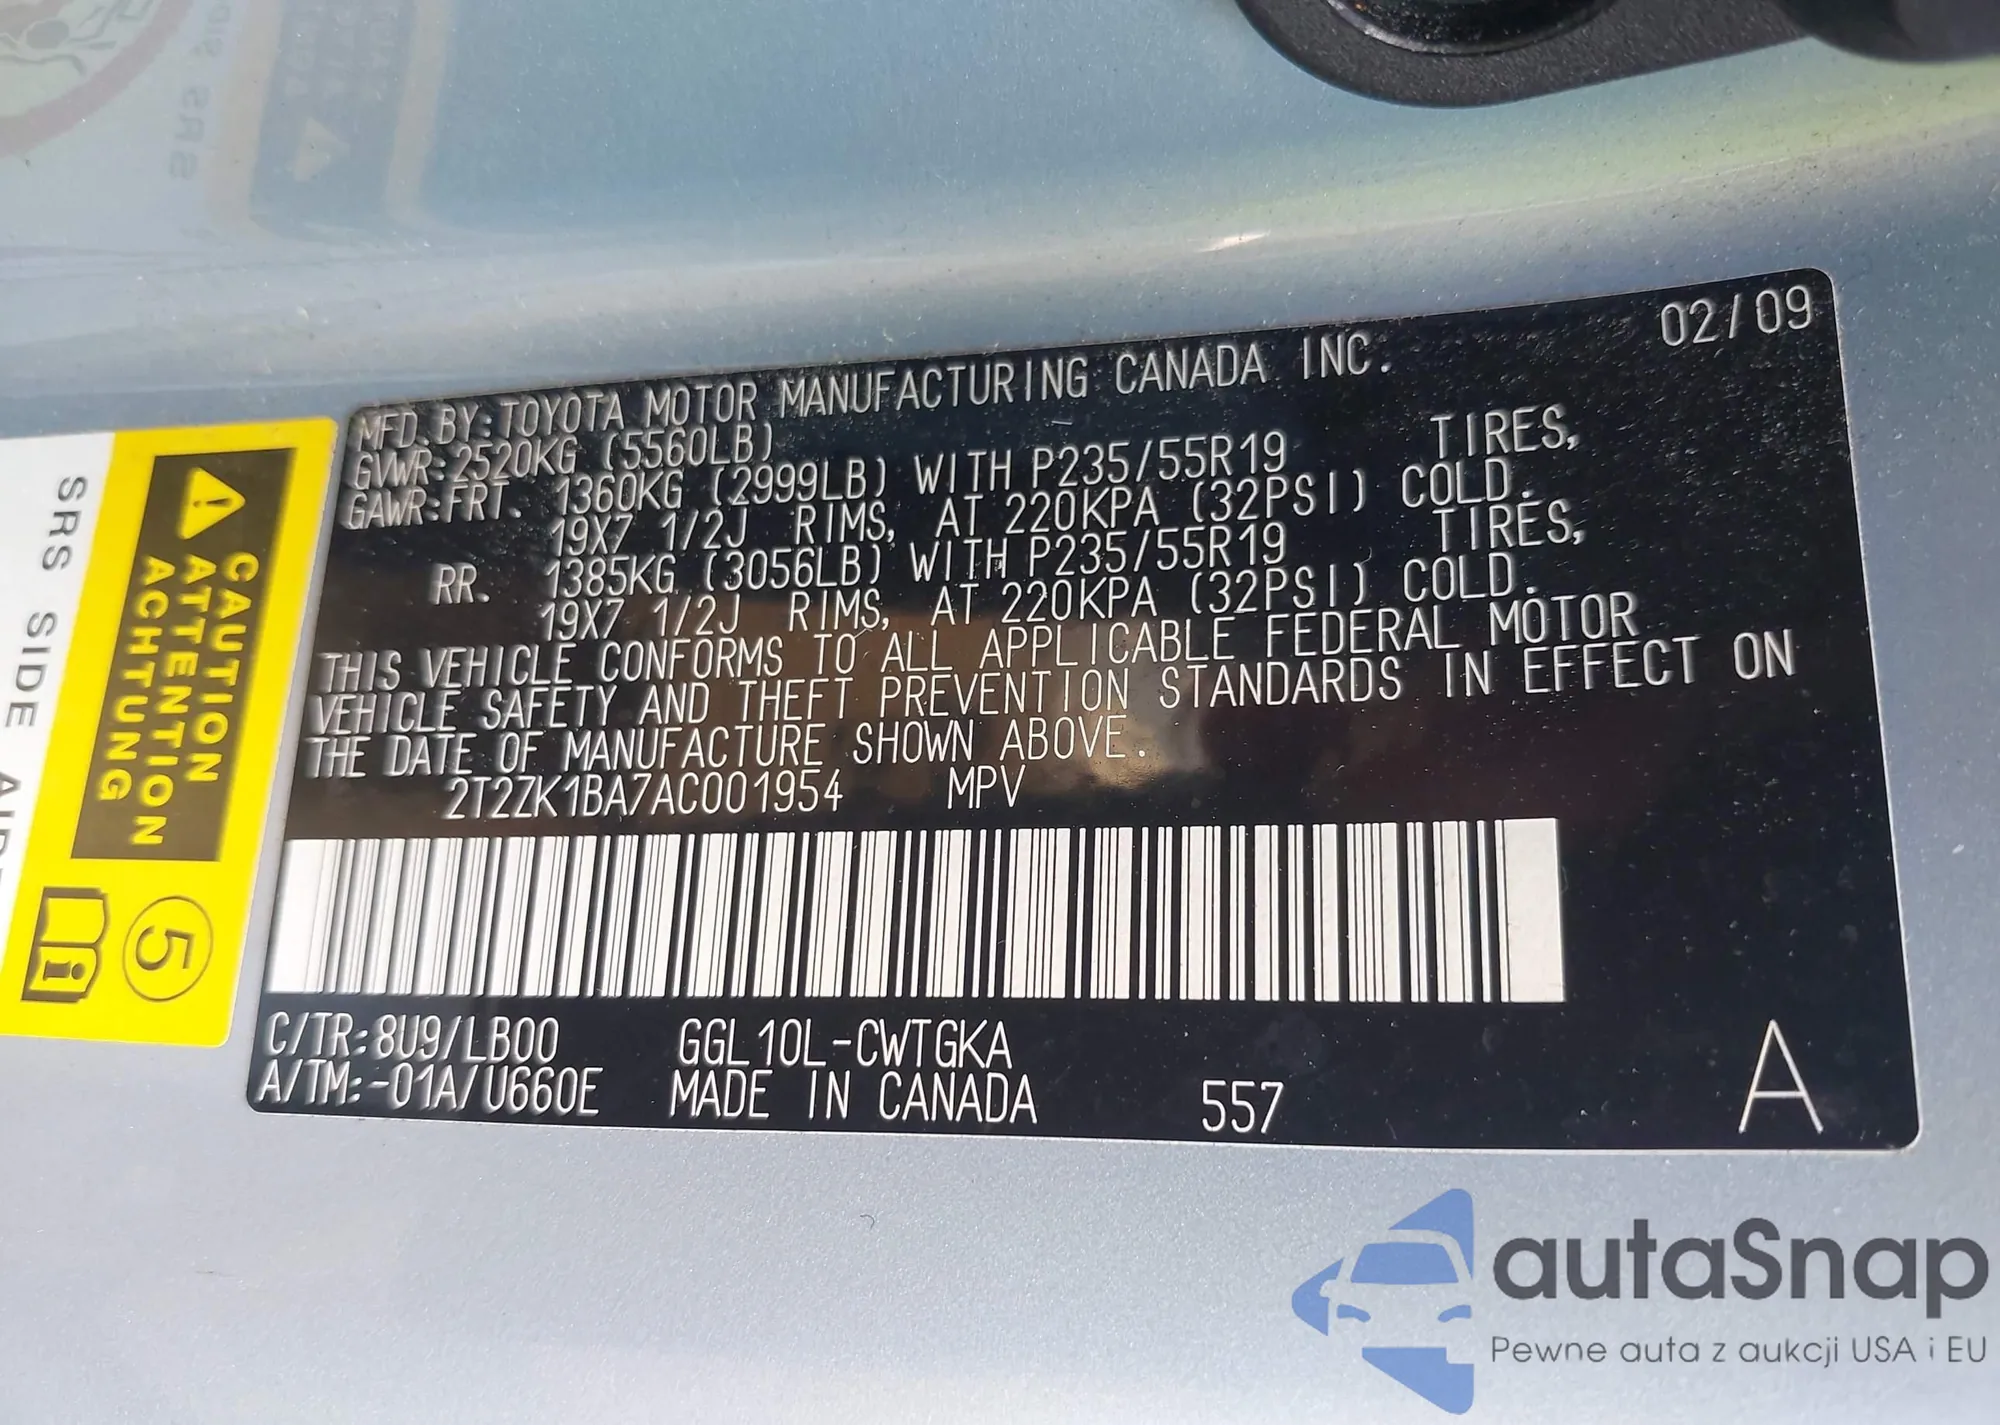 MFD. BY: TOYOTA MOTOR MANUFACTURING CANADA INC. 02/09
GVWR: 2520KG (5560LB)
GAWR: FRT. 1360KG (2999LB) WITH P235/55R19 TIRES,
19X7 1/2J RIMS, AT 220KPA (32PSI) COLD.
RR. 1385KG (3056LB) WITH P235/55R19 TIRES,
19X7 1/2J RIMS, AT 220KPA (32PSI) COLD.
THIS VEHICLE CONFORMS TO ALL APPLICABLE FEDERAL MOTOR
VEHICLE SAFETY AND THEFT PREVENTION STANDARDS IN EFFECT ON
THE DATE OF MANUFACTURE SHOWN ABOVE.
2T2ZK1BA7AC001954 MPV
C/TR: 8U9/LB00 GGL10L-CWTGKA
A/TM: -01A/U660E MADE IN CANADA 557 A
SRS SIDE
CAUTION
ATTENTION
ACHTUNG
5
autaSnap
Pewne auta z aukcji USA i EU